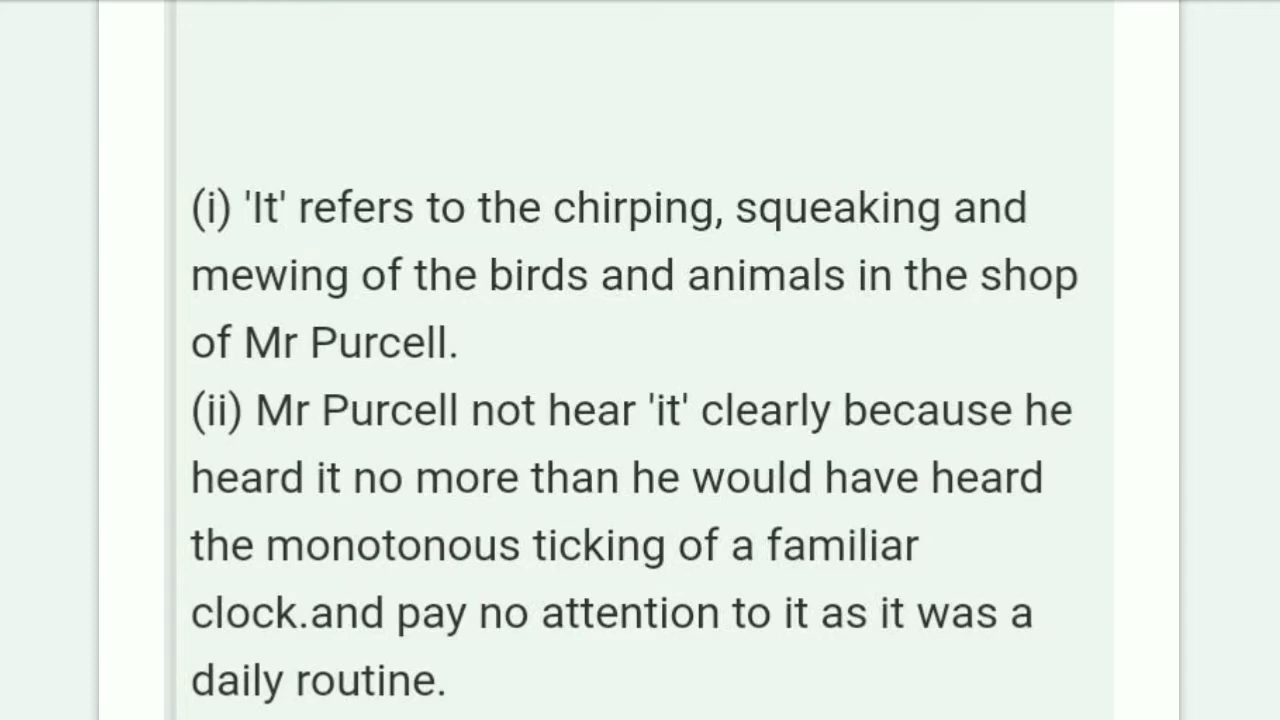 (i) 'It' refers to the chirping, squeaking and
mewing of the birds and animals in the shop
of Mr Purcell.
(ii) Mr Purcell not hear 'it' clearly because he
heard it no more than he would have heard
the monotonous ticking of a familiar
clock.and pay no attention to it as it was a
daily routine.